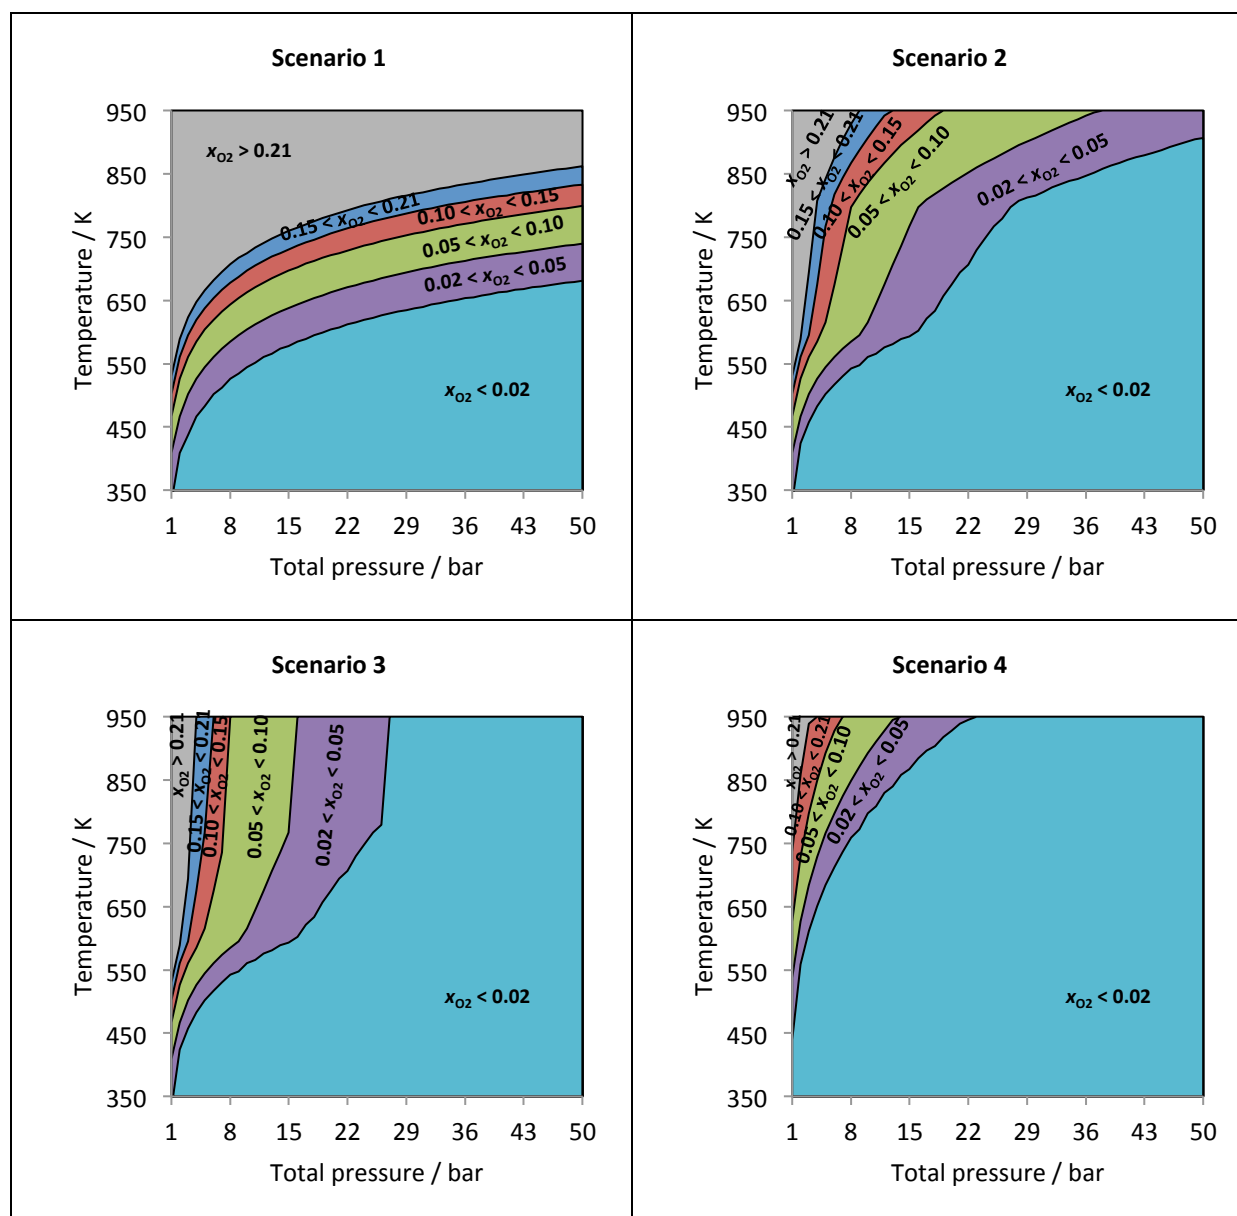 Scenario 1
950
850
750
650
550
450
350
Temperature / K
xO2 > 0.21
0.15 < xO2 < 0.21
0.10 < xO2 < 0.15
0.05 < xO2 < 0.10
0.02 < xO2 < 0.05
xO2 < 0.02
1 8 15 22 29 36 43 50
Total pressure / bar
Scenario 2
950
850
750
650
550
450
350
Temperature / K
xO2 > 0.21
0.15 < xO2 < 0.21
0.10 < xO2 < 0.15
0.05 < xO2 < 0.10
0.02 < xO2 < 0.05
xO2 < 0.02
1 8 15 22 29 36 43 50
Total pressure / bar
Scenario 3
950
850
750
650
550
450
350
Temperature / K
xO2 > 0.21
0.15 < xO2 < 0.21
0.10 < xO2 < 0.15
0.05 < xO2 < 0.10
0.02 < xO2 < 0.05
xO2 < 0.02
1 8 15 22 29 36 43 50
Total pressure / bar
Scenario 4
950
850
750
650
550
450
350
Temperature / K
xO2 > 0.21
0.10 < xO2 < 0.21
0.05 < xO2 < 0.10
0.02 < xO2 < 0.05
xO2 < 0.02
1 8 15 22 29 36 43 50
Total pressure / bar